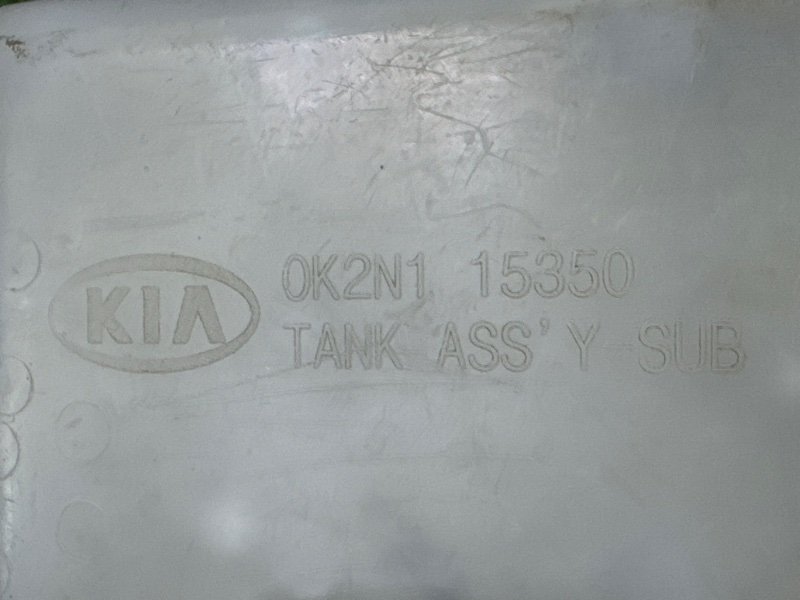 KIA
0K2N1 15350
TANK ASS'Y SUB